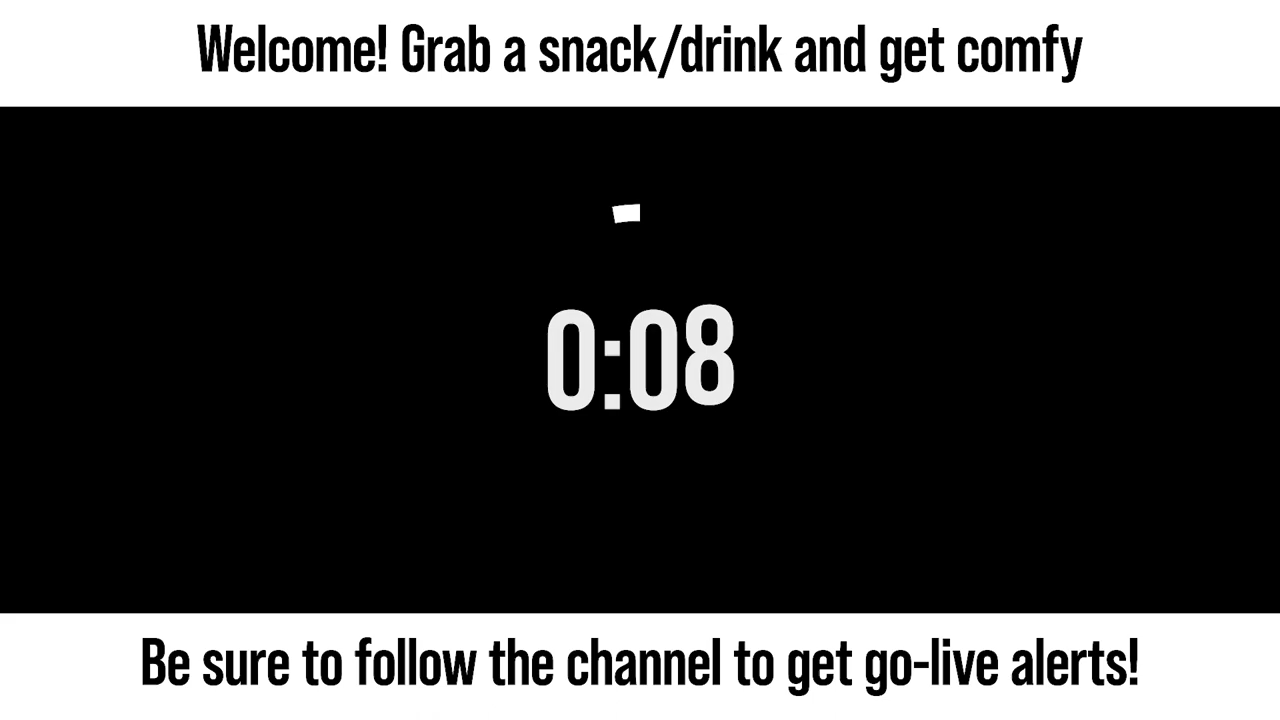 Welcome! Grab a snack/drink and get comfy
0:08
Be sure to follow the channel to get go-live alerts!